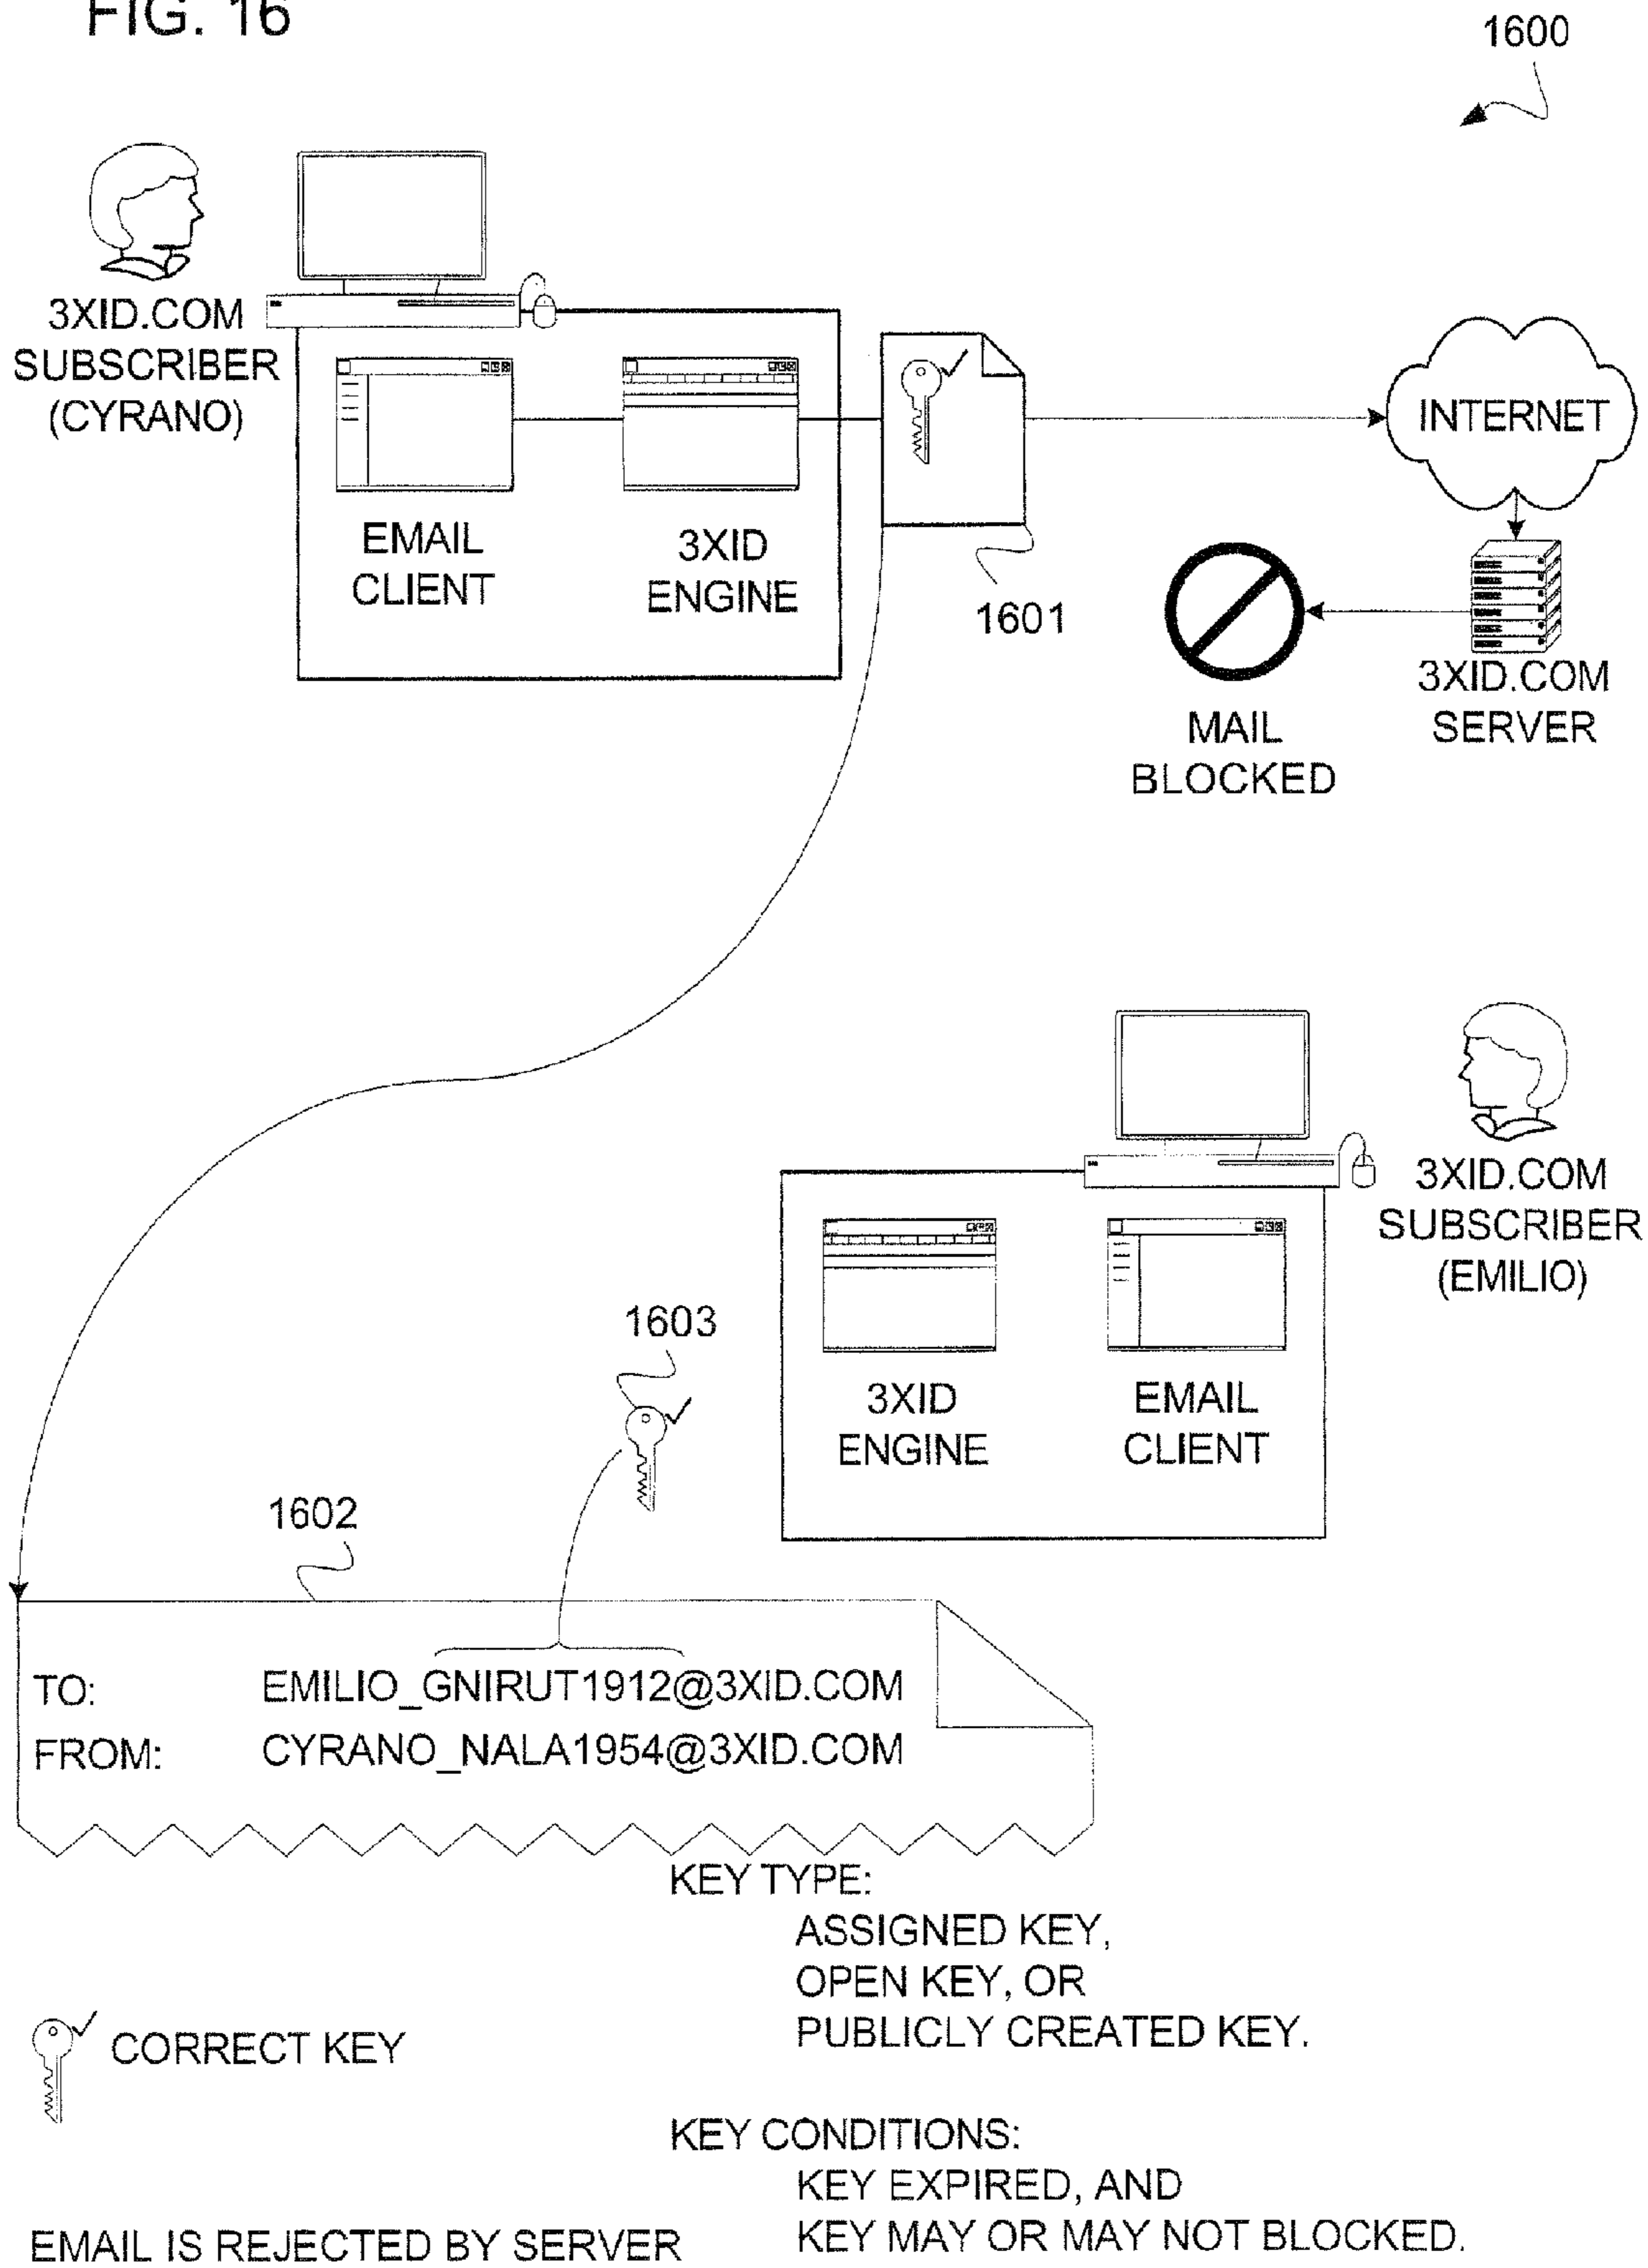 FIG. 16
1600
3XID.COM
SUBSCRIBER
(CYRANO)
EMAIL
CLIENT
3XID
ENGINE
1601
INTERNET
3XID.COM
SERVER
MAIL
BLOCKED
3XID.COM
SUBSCRIBER
(EMILIO)
3XID
ENGINE
EMAIL
CLIENT
1603
1602
TO: EMILIO_GNIRUT1912@3XID.COM
FROM: CYRANO_NALA1954@3XID.COM
KEY TYPE:
ASSIGNED KEY,
OPEN KEY, OR
PUBLICLY CREATED KEY.
CORRECT KEY
KEY CONDITIONS:
KEY EXPIRED, AND
KEY MAY OR MAY NOT BLOCKED.
EMAIL IS REJECTED BY SERVER